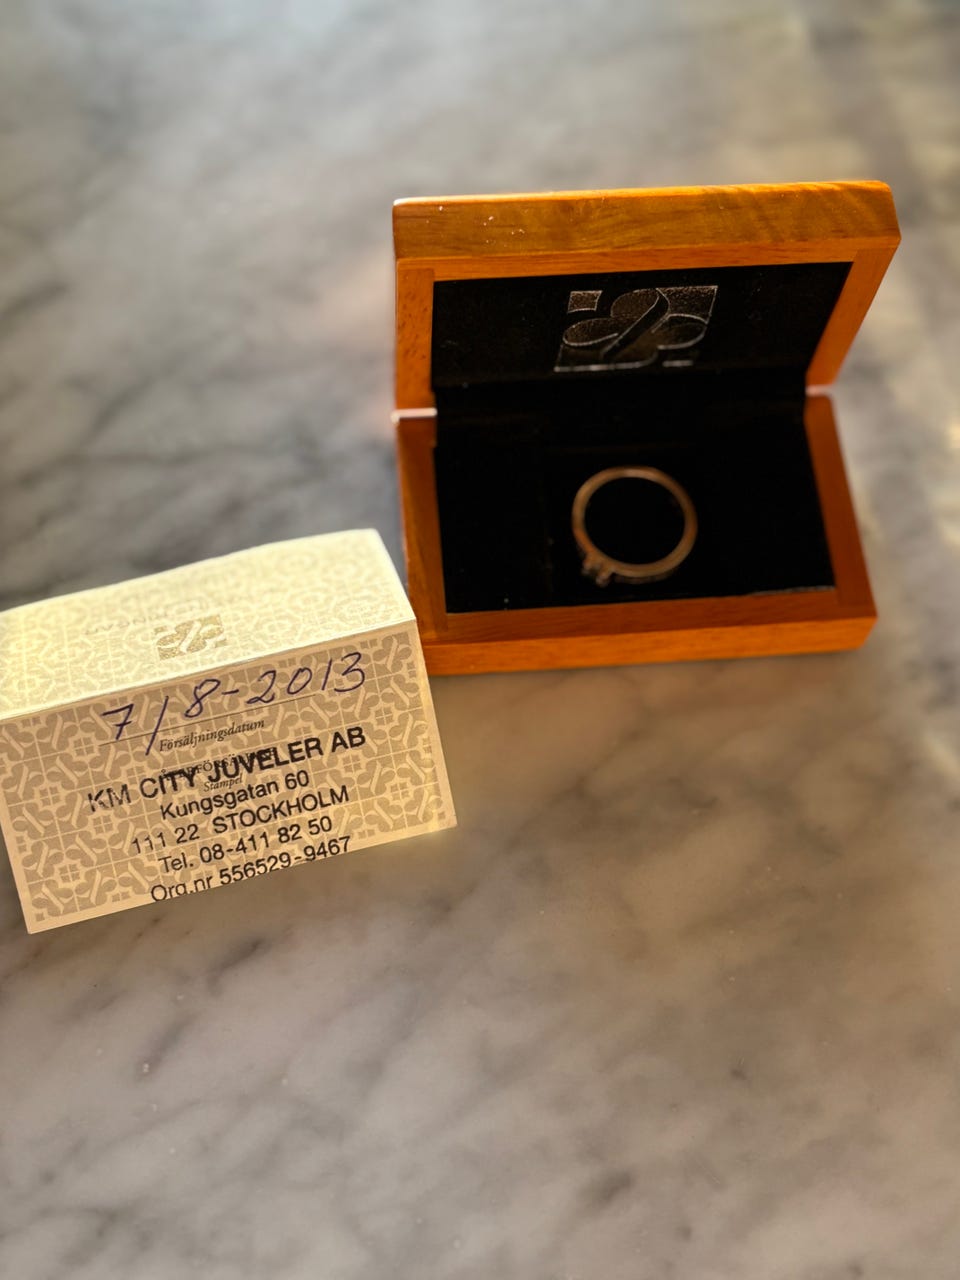 7/8-2013
Försäljningsdatum
KM CITY JUVELER AB
Stämpel
Kungsgatan 60
111 22 STOCKHOLM
Tel. 08-411 82 50
Org.nr 556529-9467